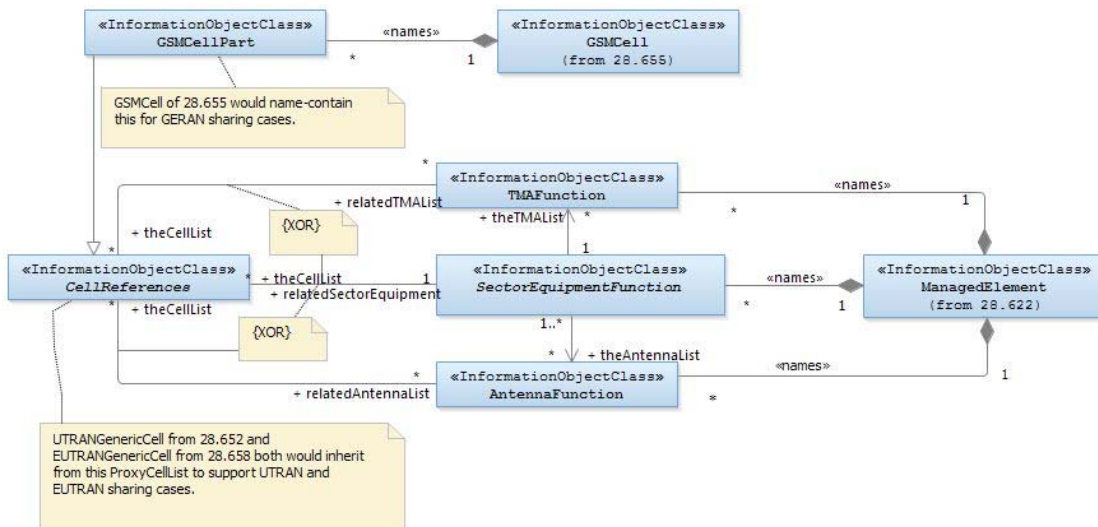 «InformationObjectClass»
GSMCellPart
«names»
*
1
«InformationObjectClass»
GSMCell
(from 28.655)
GSMCell of 28.655 would name-contain
this for GERAN sharing cases.
*
«InformationObjectClass»
TMAFunction
«names»
*
1
+ relatedTMAList
+ theTMAList
*
{XOR}
+ theCellList
*
1
«InformationObjectClass»
CellReferences
*
+ theCellList
1
+ relatedSectorEquipment
«InformationObjectClass»
SectorEquipmentFunction
«names»
*
1
«InformationObjectClass»
ManagedElement
(from 28.622)
*
+ theCellList
{XOR}
1..*
*
+ theAntennaList
*
+ relatedAntennaList
«InformationObjectClass»
AntennaFunction
«names»
*
1
UTRANGenericCell from 28.652 and
EUTRANGenericCell from 28.658 both would inherit
from this ProxyCellList to support UTRAN and
EUTRAN sharing cases.